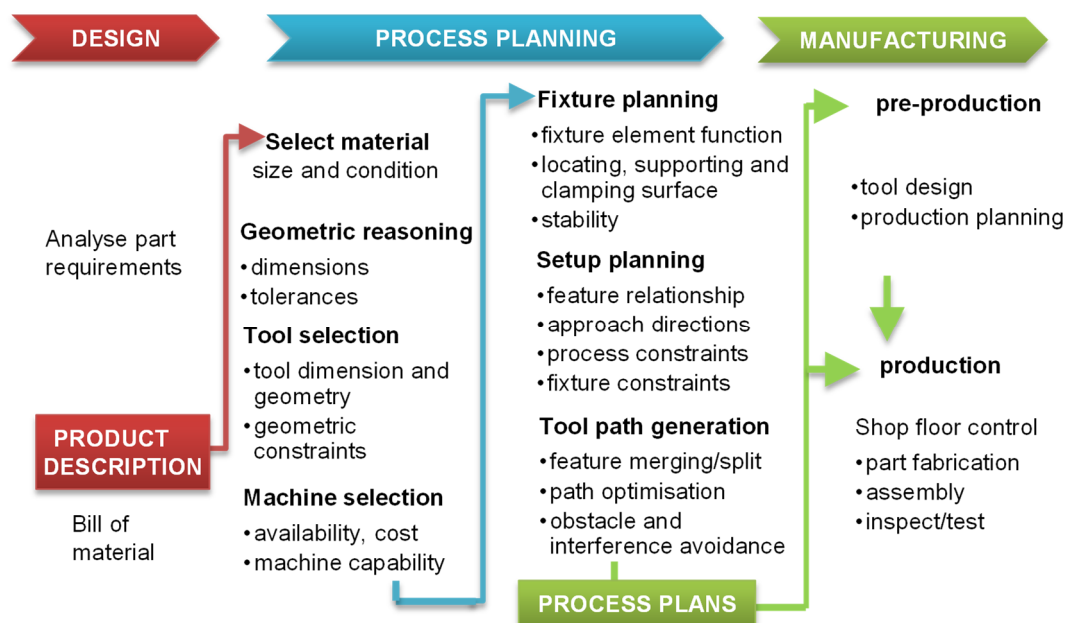 DESIGN
PROCESS PLANNING
MANUFACTURING
Analyse part
requirements
PRODUCT
DESCRIPTION
Bill of
material
Select material
size and condition
Geometric reasoning
•dimensions
•tolerances
Tool selection
•tool dimension and
geometry
•geometric
constraints
Machine selection
•availability, cost
•machine capability
Fixture planning
•fixture element function
•locating, supporting and
clamping surface
•stability
Setup planning
•feature relationship
•approach directions
•process constraints
•fixture constraints
Tool path generation
•feature merging/split
•path optimisation
•obstacle and
interference avoidance
PROCESS PLANS
pre-production
•tool design
•production planning
production
Shop floor control
•part fabrication
•assembly
•inspect/test